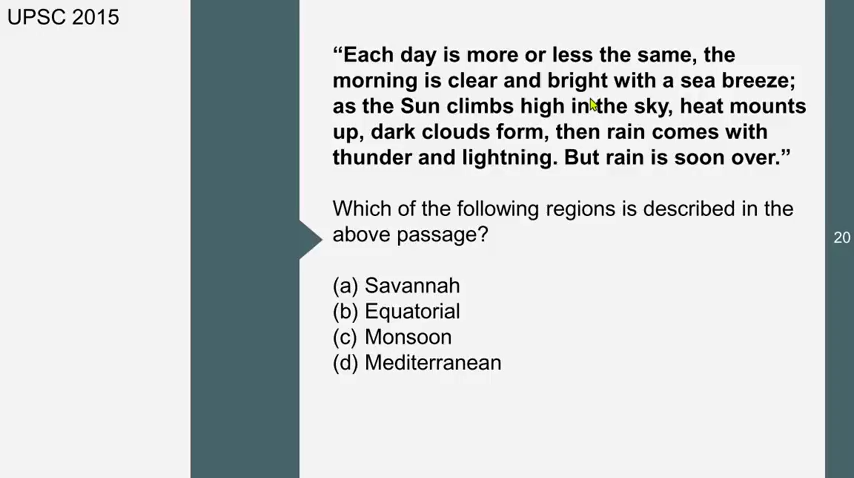 UPSC 2015
“Each day is more or less the same, the
morning is clear and bright with a sea breeze;
as the Sun climbs high in the sky, heat mounts
up, dark clouds form, then rain comes with
thunder and lightning. But rain is soon over.”
Which of the following regions is described in the
above passage?
20
(a) Savannah
(b) Equatorial
(c) Monsoon
(d) Mediterranean